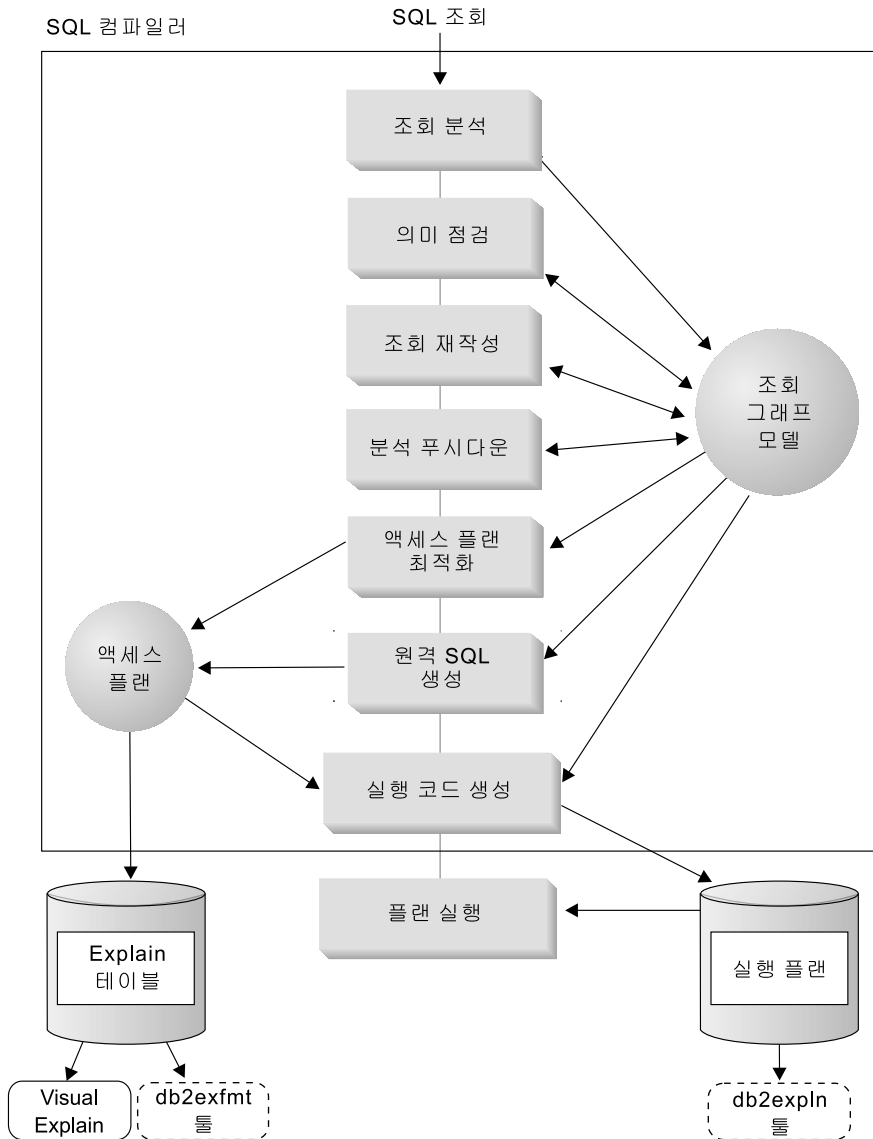 SQL 컴파일러
SQL 조회
조회 분석
의미 점검
조회 재작성
조회
그래프
모델
분석 푸시다운
액세스 플랜
최적화
액세스
플랜
원격 SQL
생성
실행 코드 생성
플랜 실행
Explain
테이블
실행 플랜
Visual
Explain
db2exfmt
툴
db2expln
툴